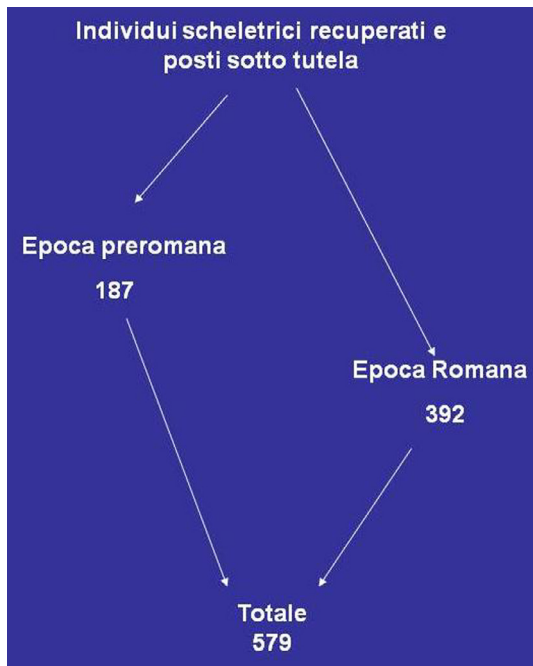 Individui scheletrici recuperati e
posti sotto tutela
Epoca preromana
187
Epoca Romana
392
Totale
579